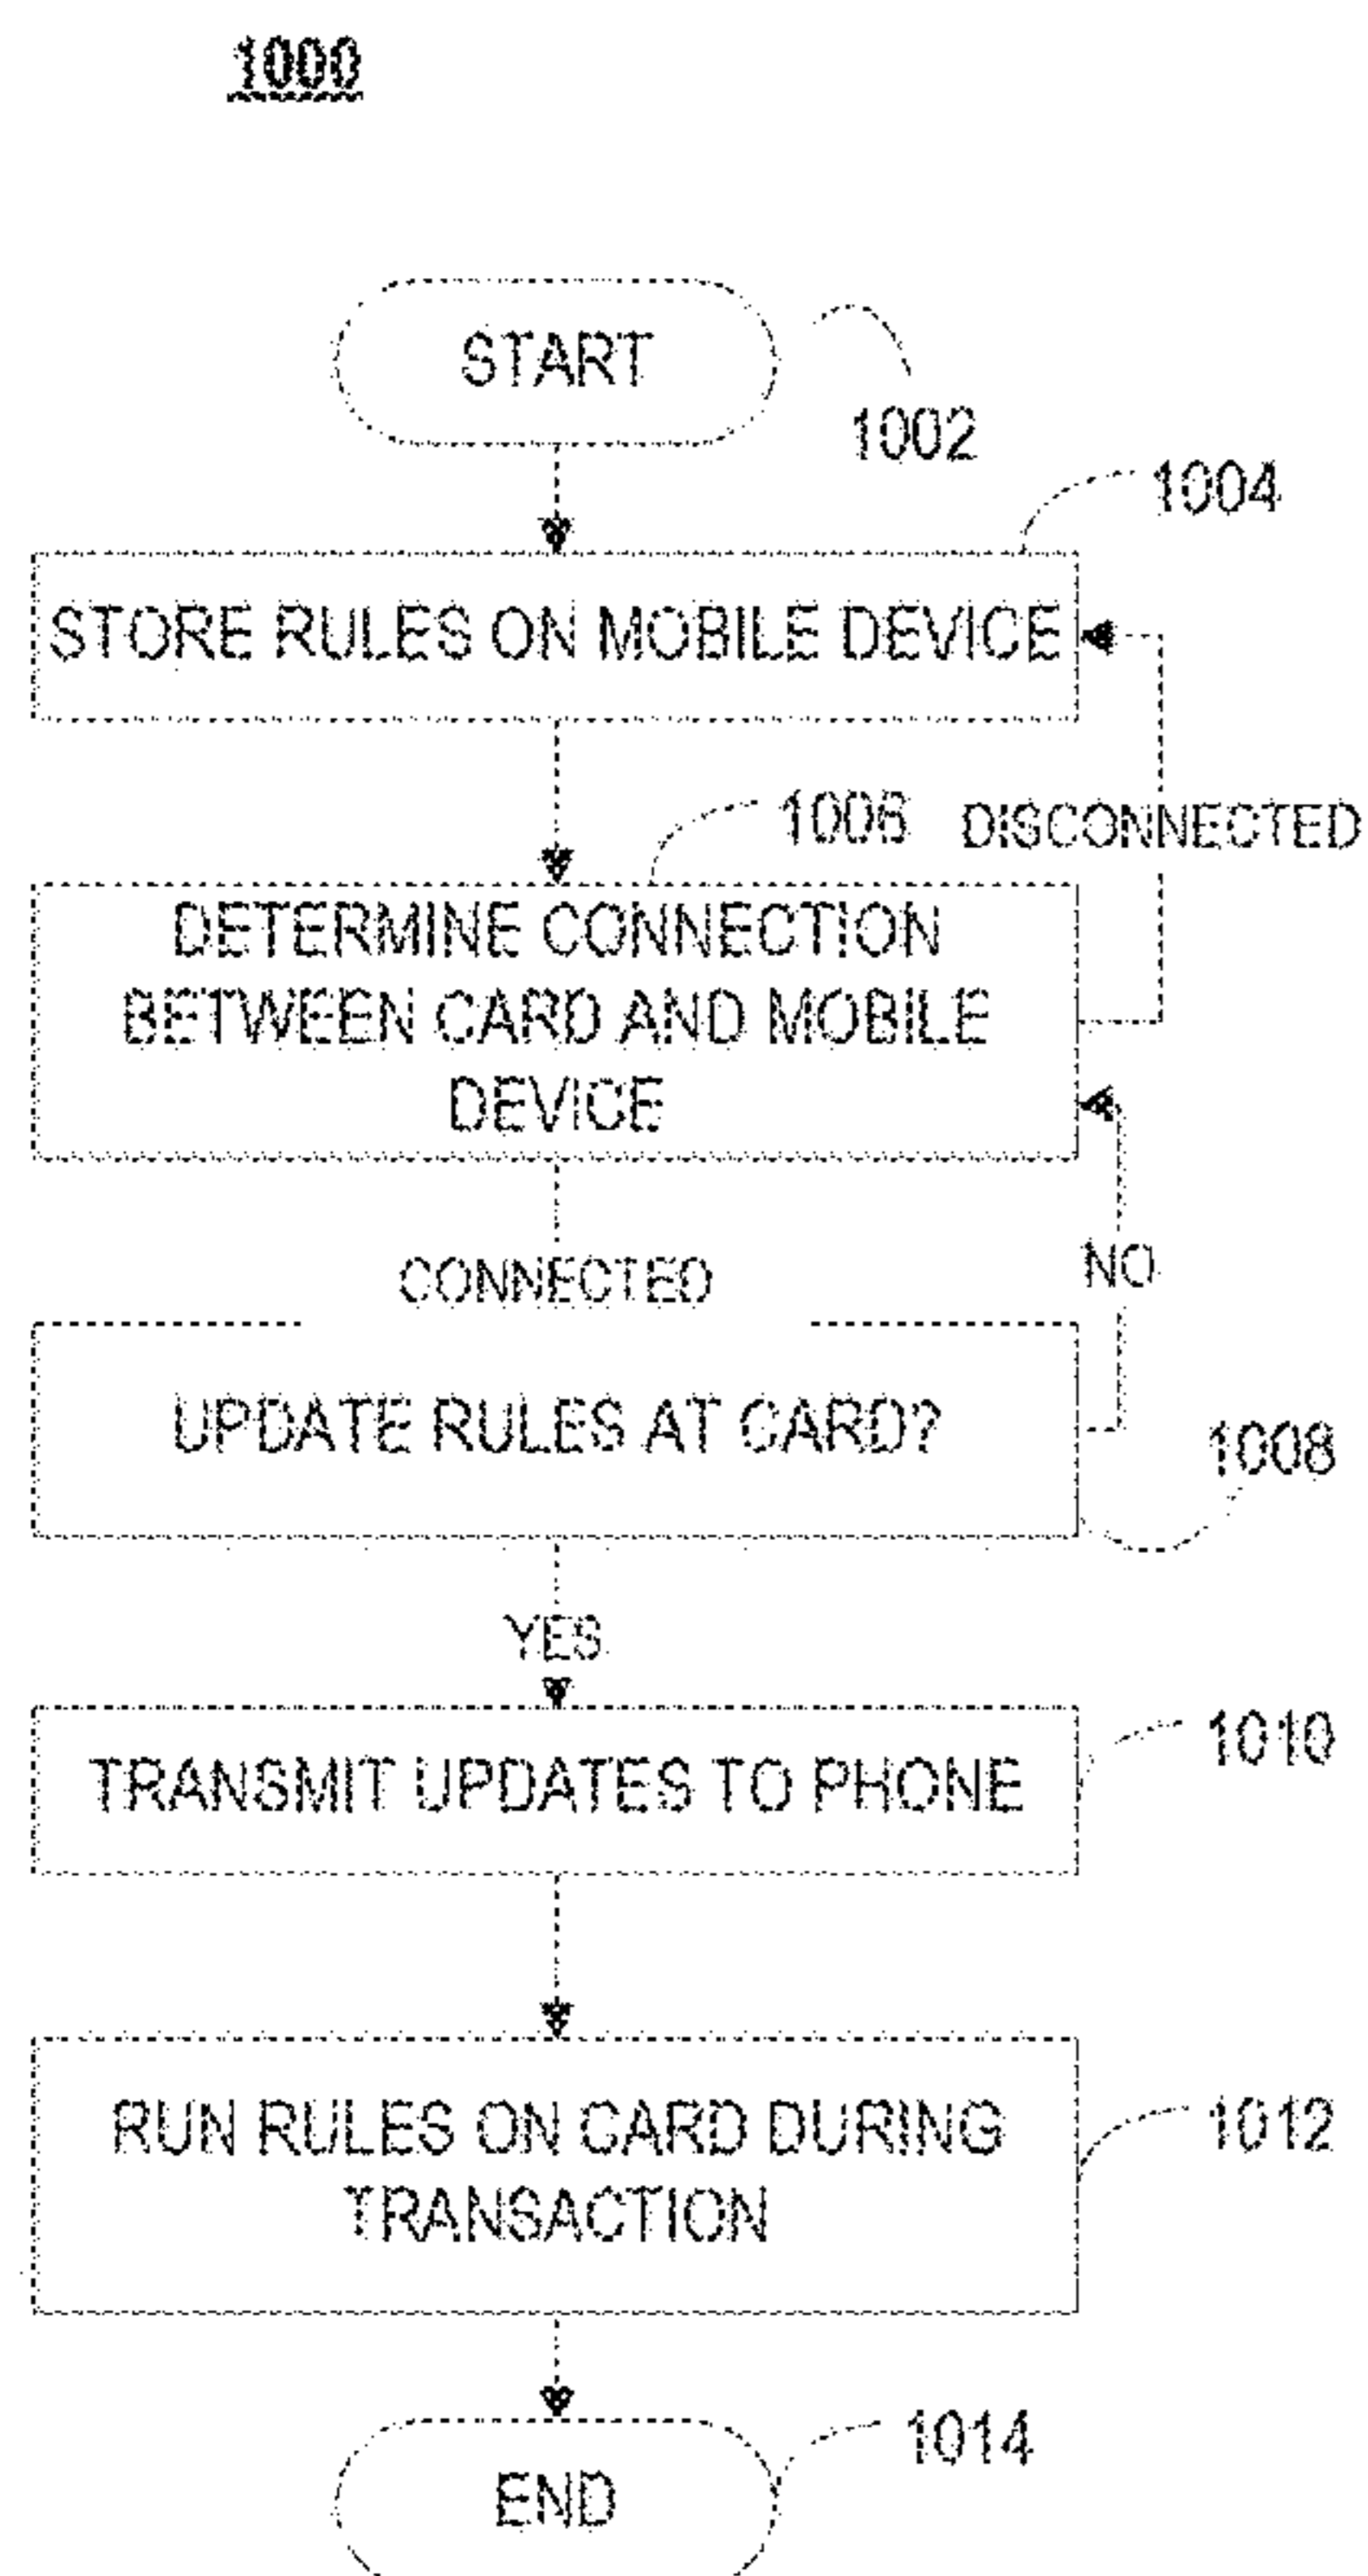 1000
START
1002
1004
STORE RULES ON MOBILE DEVICE
1006
DISCONNECTED
DETERMINE CONNECTION
BETWEEN CARD AND MOBILE
DEVICE
CONNECTED
NO
UPDATE RULES AT CARD?
1008
YES
1010
TRANSMIT UPDATES TO PHONE
RUN RULES ON CARD DURING
TRANSACTION
1012
1014
END